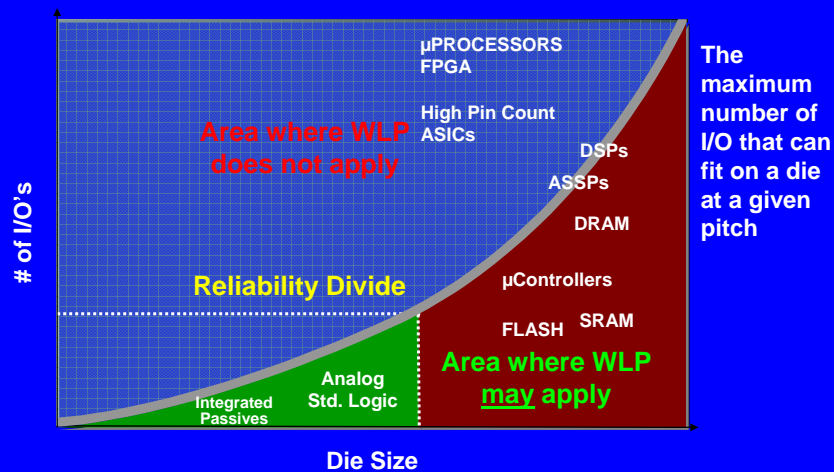 µPROCESSORS
FPGA
High Pin Count
ASICs
Area where WLP
does not apply
DSPs
ASSPs
DRAM
The
maximum
number of
I/O that can
fit on a die
at a given
pitch
# of I/O's
Reliability Divide
µControllers
FLASH
SRAM
Area where WLP
may apply
Analog
Std. Logic
Integrated
Passives
Die Size